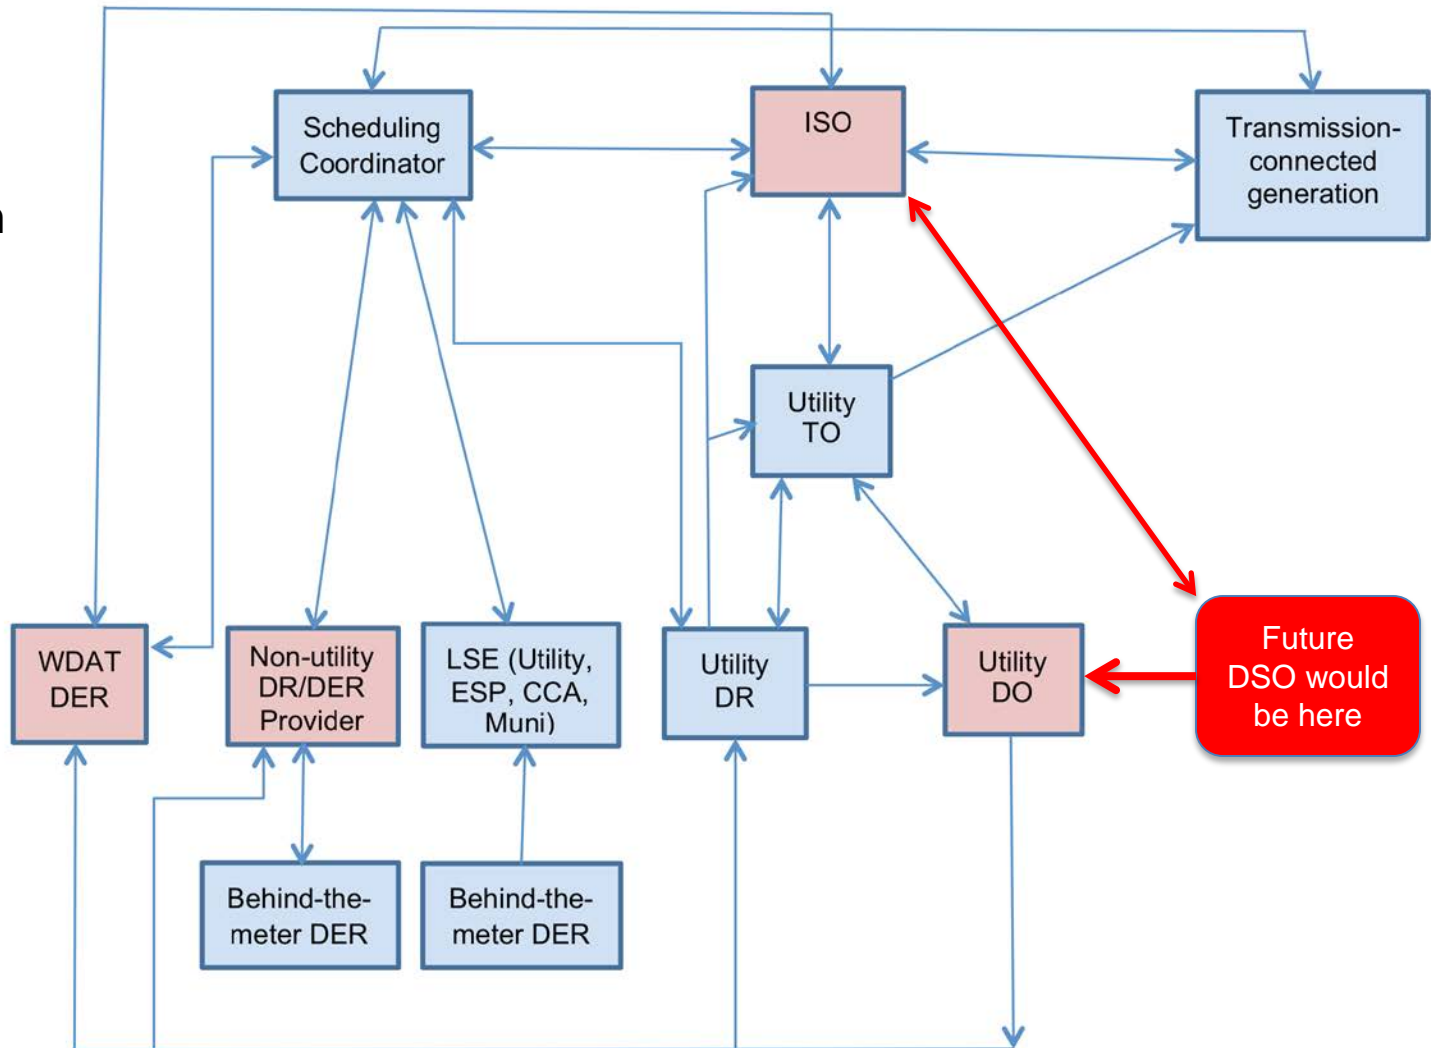 Scheduling
Coordinator
ISO
Transmission-
connected
generation
Utility
TO
WDAT
DER
Non-utility
DR/DER
Provider
LSE (Utility,
ESP, CCA,
Muni)
Utility
DR
Utility
DO
Future
DSO would
be here
Behind-the-
meter DER
Behind-the-
meter DER